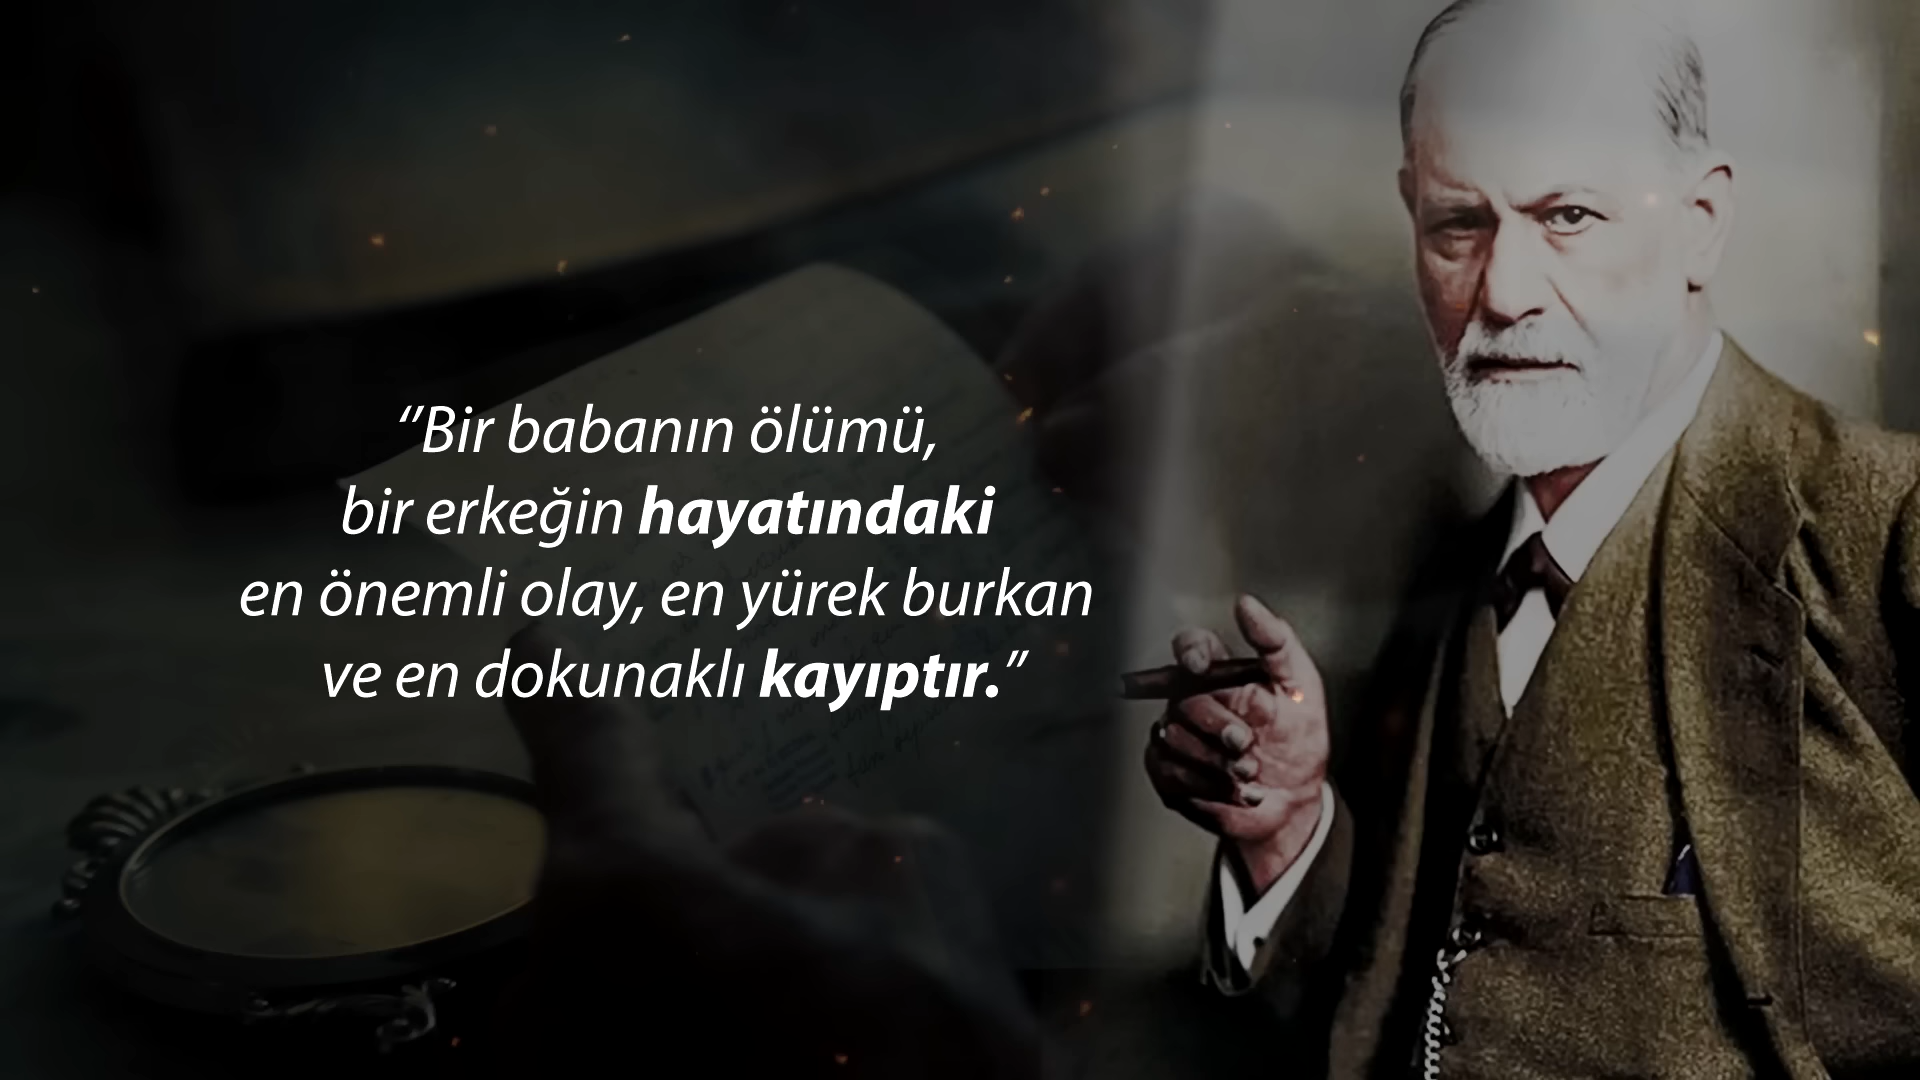 “Bir babanın ölümü,
bir erkeğin hayatındaki
en önemli olay, en yürek burkan
ve en dokunaklı kayıptır.”